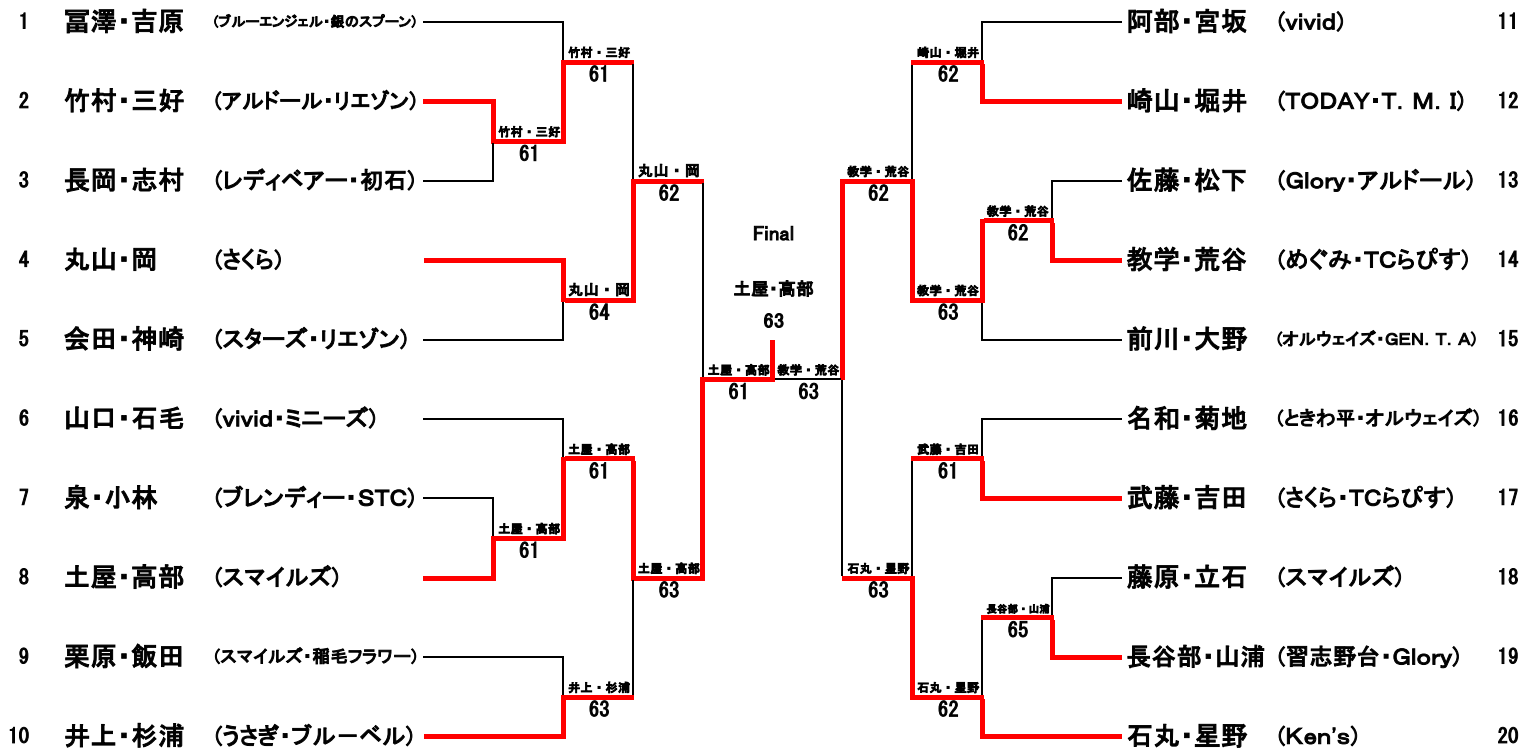 1 冨澤・吉原 (ブルーエンジェル・銀のスプーン)
2 竹村・三好 (アルドール・リエゾン)
3 長岡・志村 (レディベアー・初石)
4 丸山・岡 (さくら)
5 会田・神崎 (スターズ・リエゾン)
6 山口・石毛 (vivid・ミニーズ)
7 泉・小林 (ブレンディー・STC)
8 土屋・高部 (スマイルズ)
9 栗原・飯田 (スマイルズ・稲毛フラワー)
10 井上・杉浦 (うさぎ・ブルーベル)
竹村・三好
61
竹村・三好
61
丸山・岡
64
丸山・岡
62
土屋・高部
61
土屋・高部
61
井上・杉浦
63
土屋・高部
63
土屋・高部
61
Final
土屋・高部
63
教学・荒谷
63
教学・荒谷
62
石丸・星野
63
崎山・堀井
62
教学・荒谷
62
教学・荒谷
63
武藤・吉田
61
長谷部・山浦
65
石丸・星野
62
阿部・宮坂 (vivid) 11
崎山・堀井 (TODAY・T. M. I) 12
佐藤・松下 (Glory・アルドール) 13
教学・荒谷 (めぐみ・TCらぴす) 14
前川・大野 (オルウェイズ・GEN. T. A) 15
名和・菊地 (ときわ平・オルウェイズ) 16
武藤・吉田 (さくら・TCらぴす) 17
藤原・立石 (スマイルズ) 18
長谷部・山浦 (習志野台・Glory) 19
石丸・星野 (Ken's) 20